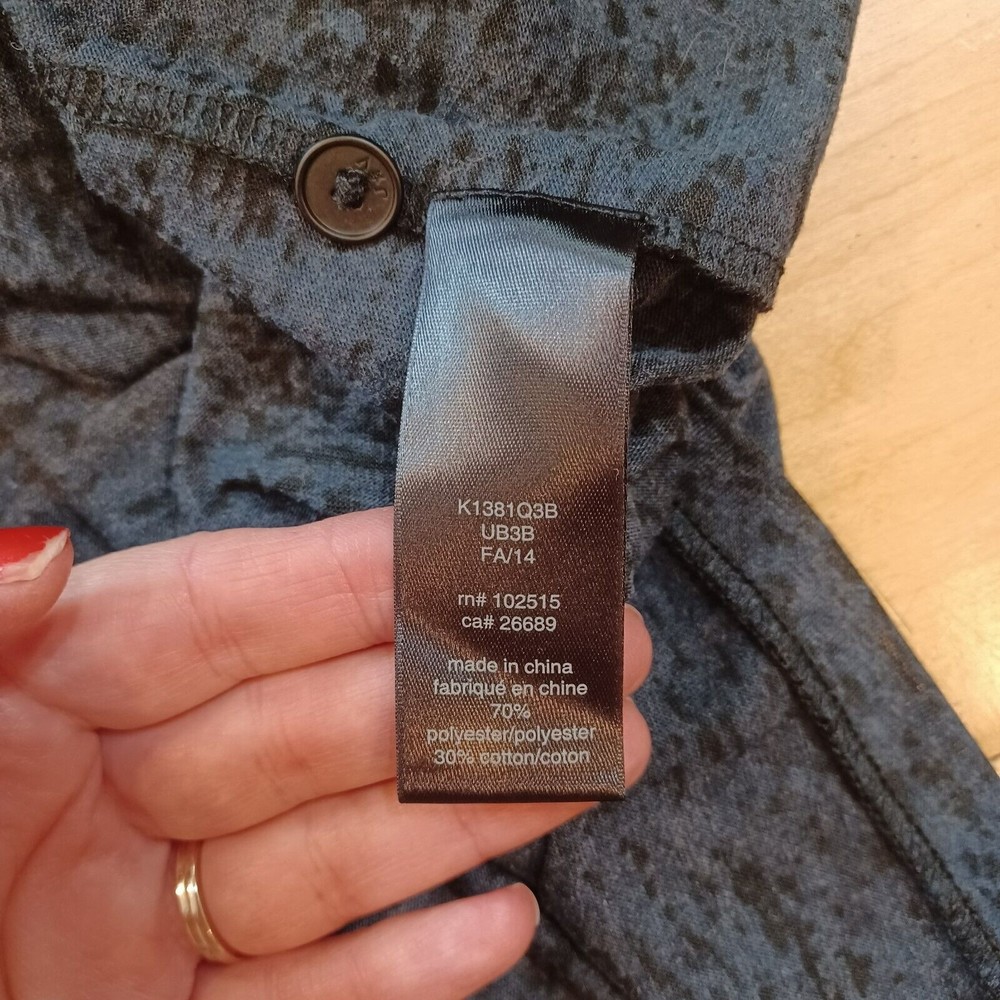 K1381Q3B
UB3B
FA/14
rn# 102515
ca# 26689
made in china
fabriqué en chine
70%
polyester/polyester
30% cotton/coton